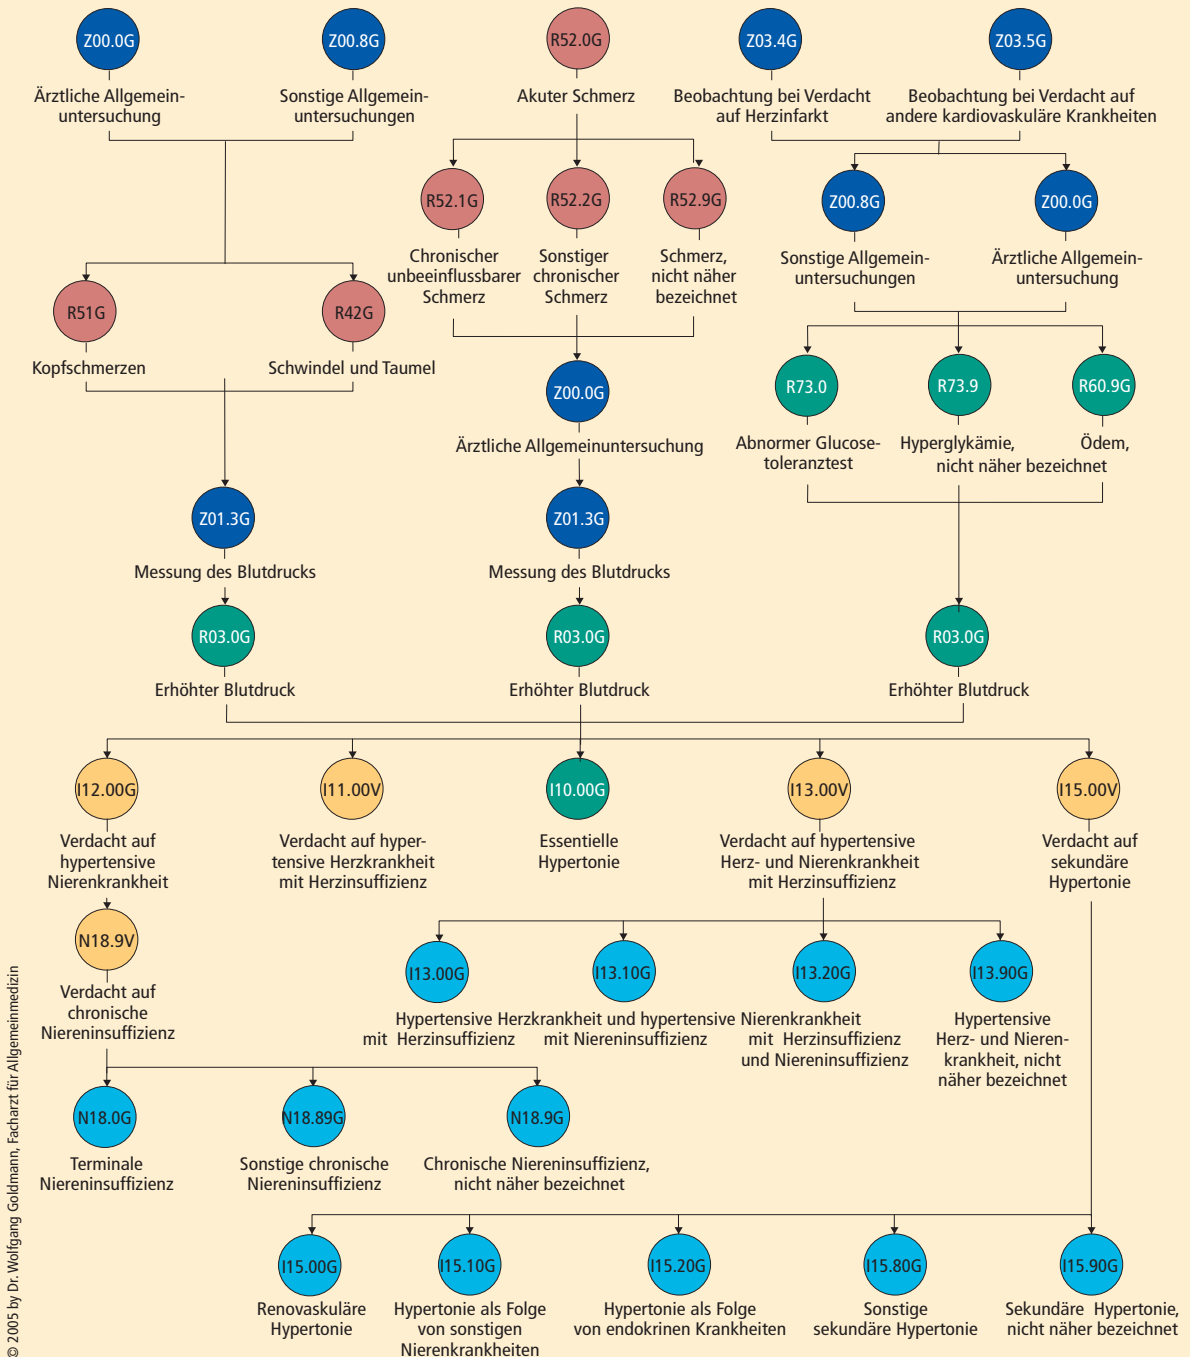 Z00.0G
Z00.8G
R52.0G
Z03.4G
Z03.5G
Ärztliche Allgemein-
untersuchung
Sonstige Allgemein-
untersuchungen
Akuter Schmerz
Beobachtung bei Verdacht
auf Herzinfarkt
Beobachtung bei Verdacht auf
andere kardiovaskuläre Krankheiten
R52.1G
R52.2G
R52.9G
Z00.8G
Z00.0G
Chronischer
unbeeinflussbarer
Schmerz
Sonstiger
chronischer
Schmerz
Schmerz,
nicht näher
bezeichnet
Sonstige Allgemein-
untersuchungen
Ärztliche Allgemein-
untersuchung
R51G
R42G
Kopfschmerzen
Schwindel und Taumel
Z00.0G
R73.0
R73.9
R60.9G
Ärztliche Allgemeinuntersuchung
Abnormer Glucose-
toleranztest
Hyperglykämie,
Ödem,
nicht näher bezeichnet
Z01.3G
Z01.3G
Messung des Blutdrucks
Messung des Blutdrucks
R03.0G
R03.0G
R03.0G
Erhöhter Blutdruck
Erhöhter Blutdruck
Erhöhter Blutdruck
I12.00G
I11.00V
I10.00G
I13.00V
I15.00V
Verdacht auf
hypertensive
Nierenkrankheit
Verdacht auf hyper-
tensive Herzkrankheit
mit Herzinsuffizienz
Essentielle
Hypertonie
Verdacht auf hypertensive
Herz- und Nierenkrankheit
mit Herzinsuffizienz
Verdacht auf
sekundäre
Hypertonie
N18.9V
I13.00G
I13.10G
I13.20G
I13.90G
Verdacht auf
chronische
Niereninsuffizienz
Hypertensive Herzkrankheit und hypertensive Nierenkrankheit
mit Herzinsuffizienz
mit Niereninsuffizienz
mit Herzinsuffizienz
und Niereninsuffizienz
Hypertensive
Herz- und Nieren-
krankheit, nicht
näher bezeichnet
N18.0G
N18.89G
N18.9G
Terminale
Niereninsuffizienz
Sonstige chronische
Niereninsuffizienz
Chronische Niereninsuffizienz,
nicht näher bezeichnet
I15.00G
I15.10G
I15.20G
I15.80G
I15.90G
Renovaskuläre
Hypertonie
Hypertonie als Folge
von sonstigen
Nierenkrankheiten
Hypertonie als Folge
von endokrinen Krankheiten
Sonstige
sekundäre Hypertonie
Sekundäre Hypertonie,
nicht näher bezeichnet
© 2005 by Dr. Wolfgang Goldmann, Facharzt für Allgemeinmedizin